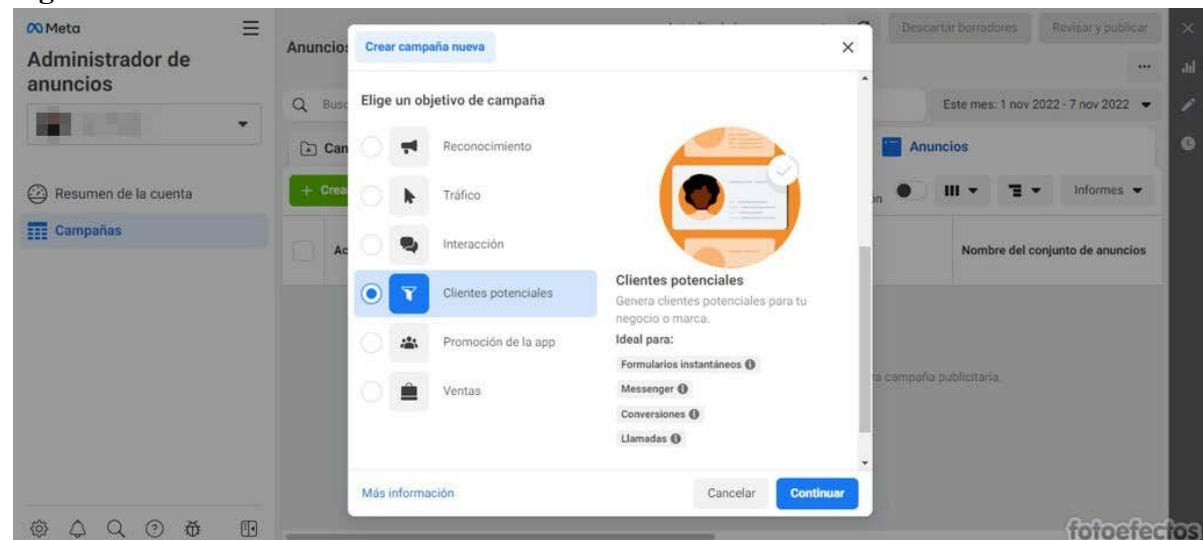 Meta
Administrador de
anuncios
Resumen de la cuenta
Campañas
Anuncios
Descartar borradores
Revisar y publicar
Crear campaña nueva
Elige un objetivo de campaña
Reconocimiento
Tráfico
Interacción
Clientes potenciales
Promoción de la app
Ventas
Clientes potenciales
Genera clientes potenciales para tu
negocio o marca.
Ideal para:
Formularios instantáneos
Messenger
Conversiones
Llamadas
Más información
Cancelar
Continuar
Este mes: 1 nov 2022 - 7 nov 2022
Anuncios
Informes
Nombre del conjunto de anuncios
campaña publicitaria.
fotoefectos